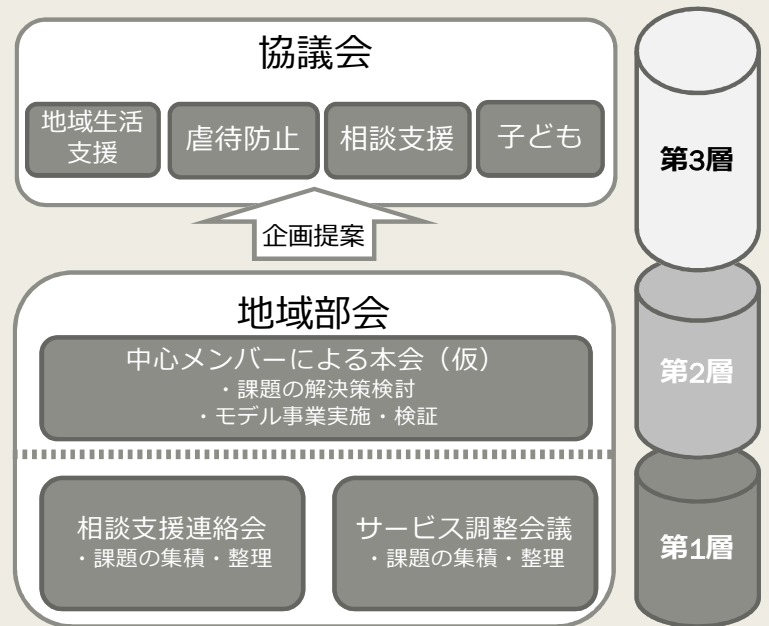 協議会
地域生活
支援
虐待防止
相談支援
子ども
第3層
企画提案
地域部会
中心メンバーによる本会（仮）
・課題の解決策検討
・モデル事業実施・検証
第2層
相談支援連絡会
・課題の集積・整理
サービス調整会議
・課題の集積・整理
第1層